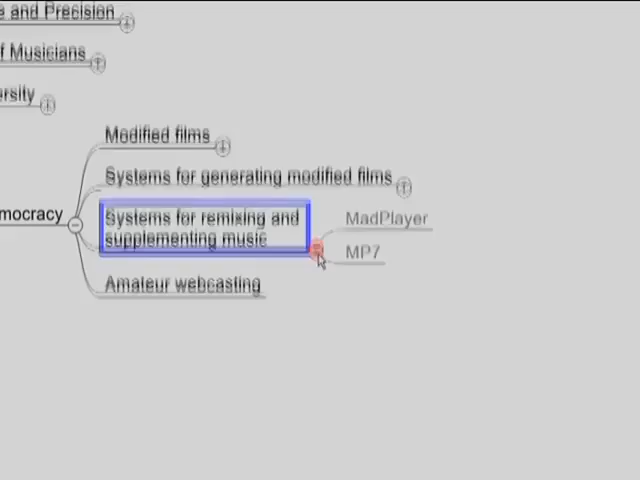 e and Precision
f Musicians
ersity
Modified films
Systems for generating modified films
mocracy
Systems for remixing and
supplementing music
MadPlayer
MP7
Amateur webcasting